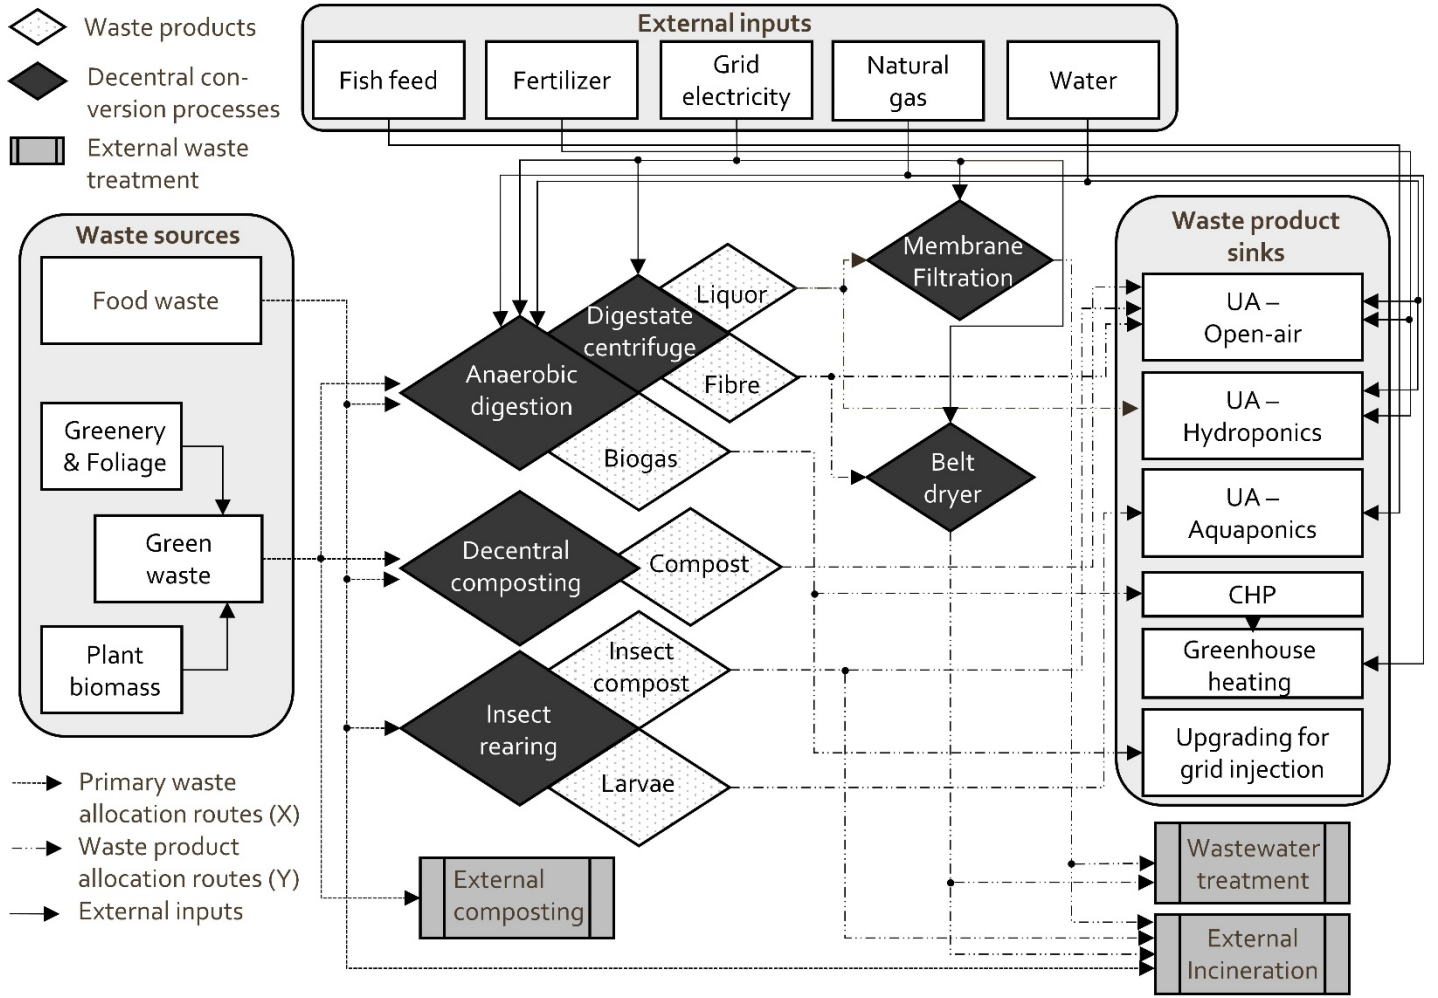 Waste products
Decentral con-
version processes
External waste
treatment
External inputs
Fish feed
Fertilizer
Grid
electricity
Natural
gas
Water
Waste sources
Food waste
Greenery
& Foliage
Green
waste
Plant
biomass
Liquor
Digestate
centrifuge
Fibre
Anaerobic
digestion
Biogas
Decentral
composting
Compost
Insect
compost
Insect
rearing
Larvae
Membrane
Filtration
Belt
dryer
Waste product
sinks
UA –
Open-air
UA –
Hydroponics
UA –
Aquaponics
CHP
Greenhouse
heating
Upgrading for
grid injection
Primary waste
allocation routes (X)
Waste product
allocation routes (Y)
External inputs
External
composting
Wastewater
treatment
External
Incineration